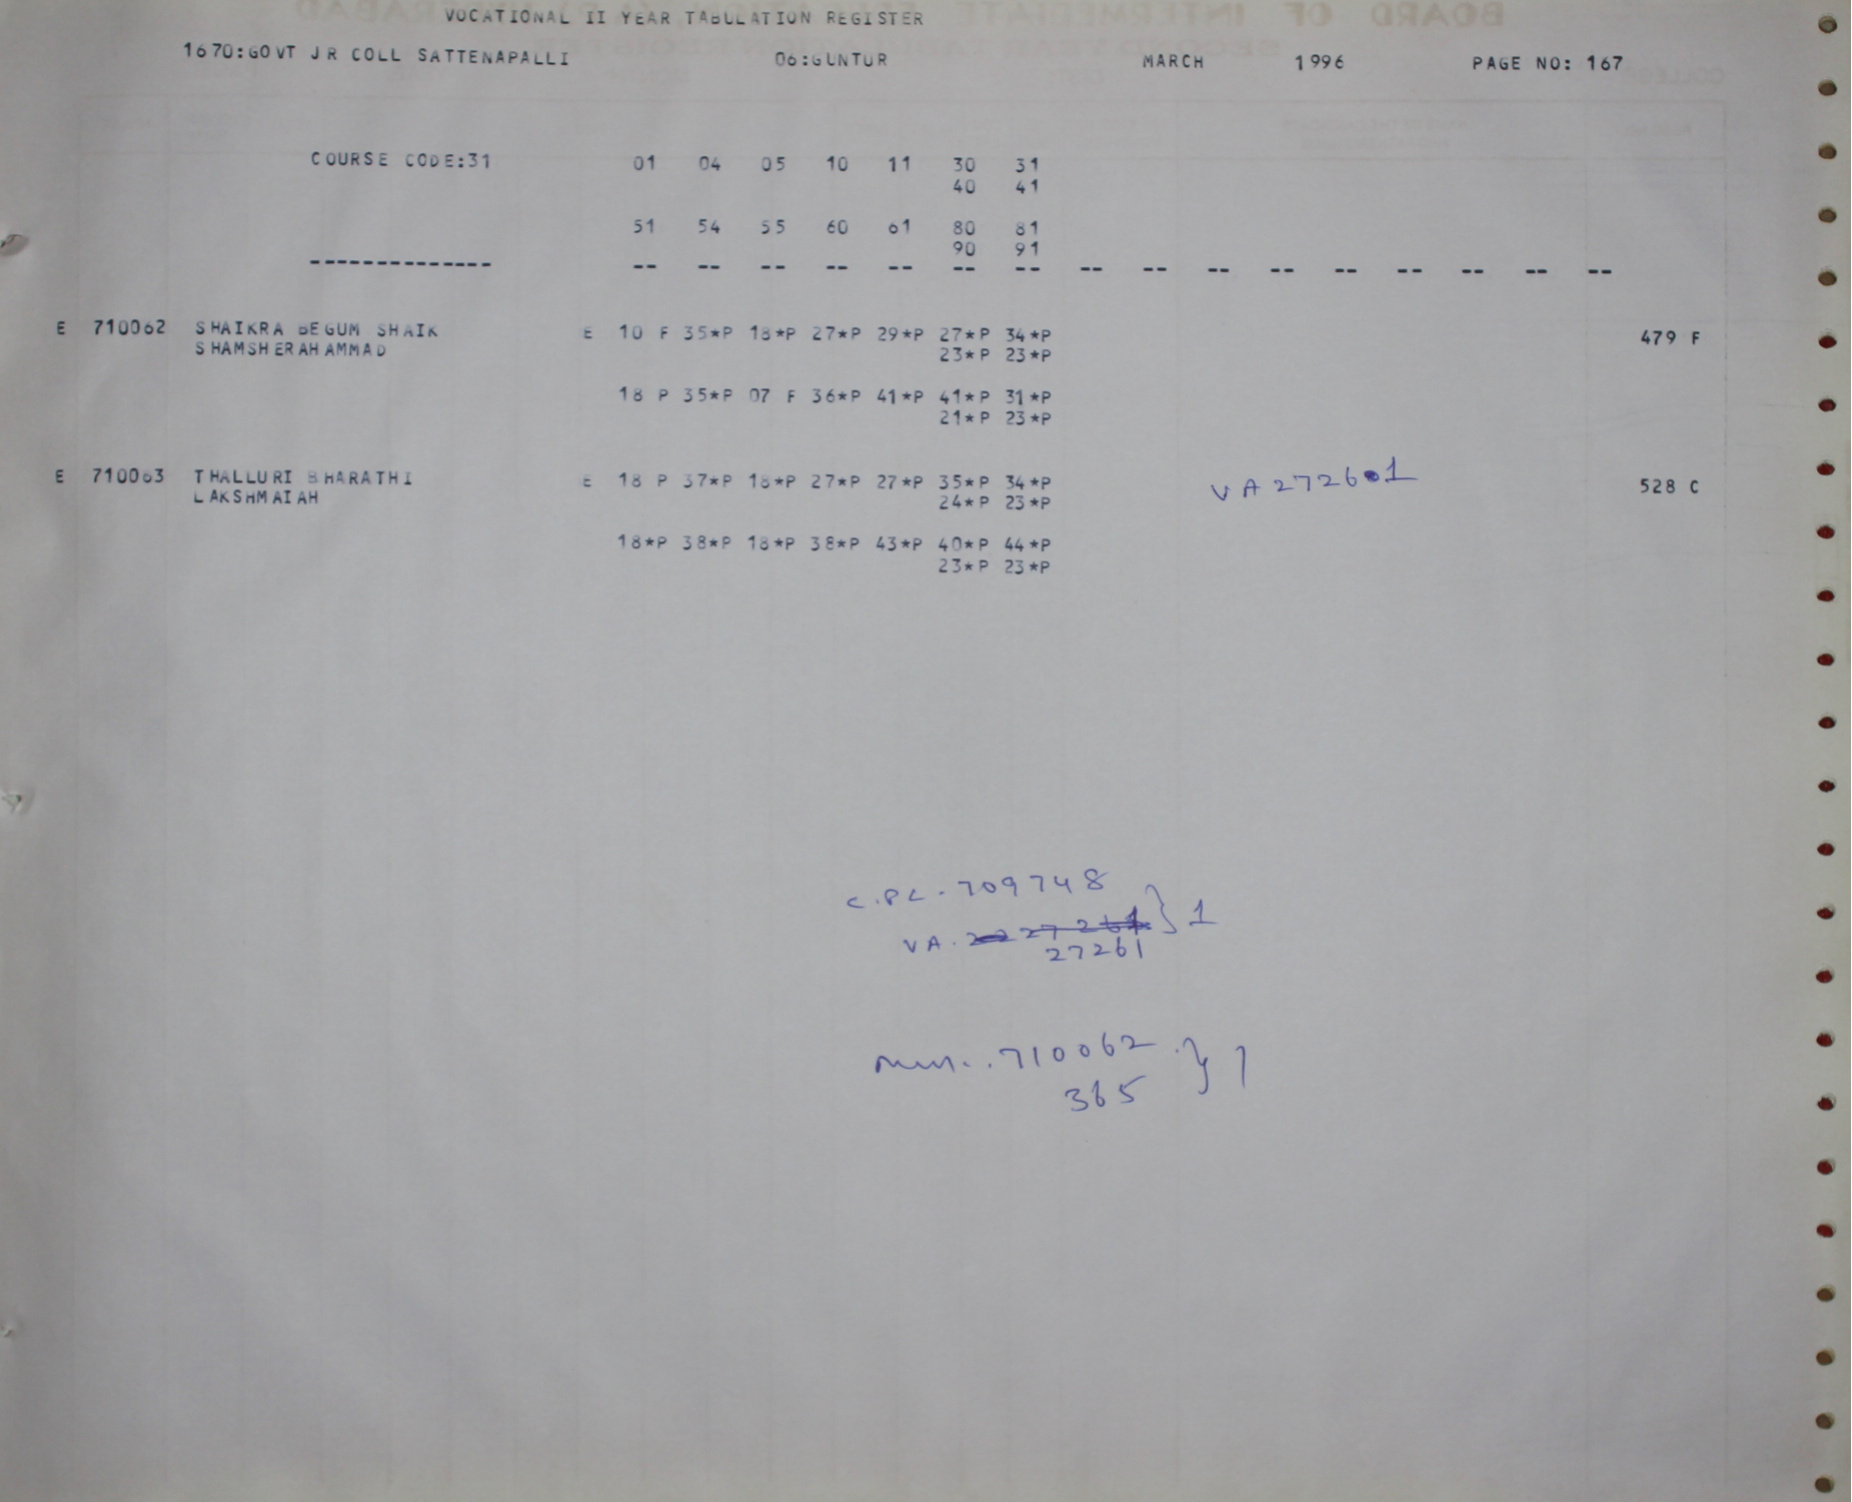 VOCATIONAL II YEAR TABULATION REGISTER
1670:GOVT JR COLL SATTENAPALLI 06:GUNTUR MARCH 1996 PAGE NO: 167
COURSE CODE:31 01 04 05 10 11 30 31
40 41
51 54 55 60 61 80 81
90 91
-------------- -- -- -- -- -- -- -- -- -- -- -- -- -- -- -- --
E 710062 SHAIKRA BEGUM SHAIK E 10 F 35*P 18*P 27*P 29*P 27*P 34*P 479 F
SHAMSHERAHAMMAD 23*P 23*P
18 P 35*P 07 F 36*P 41*P 41*P 31*P
21*P 23*P
E 710063 THALLURI BHARATHI E 18 P 37*P 18*P 27*P 27*P 35*P 34*P VA272601 528 C
LAKSHMAIAH 24*P 23*P
18*P 38*P 18*P 38*P 43*P 40*P 44*P
23*P 23*P
C.PL.709748
VA. } 1
27261
710062 } 1
365